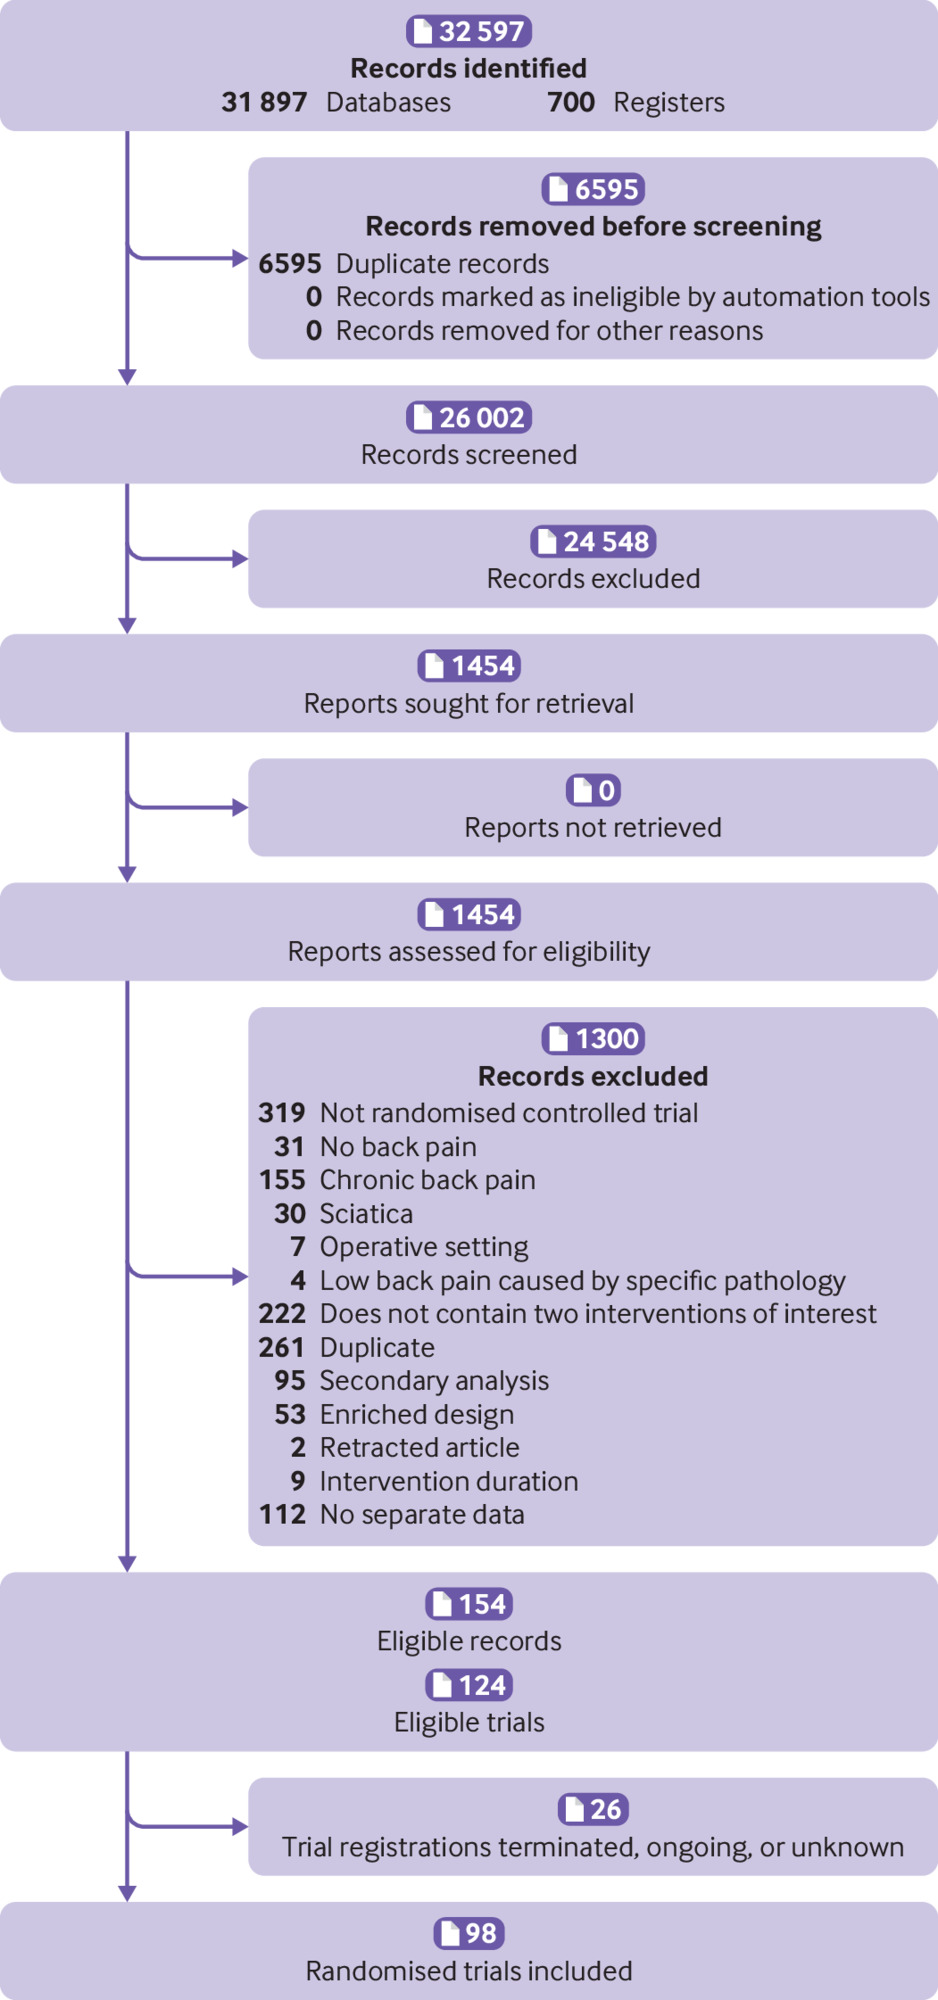 32 597
Records identified
31 897 Databases 700 Registers
6595
Records removed before screening
6595 Duplicate records
0 Records marked as ineligible by automation tools
0 Records removed for other reasons
26 002
Records screened
24 548
Records excluded
1454
Reports sought for retrieval
0
Reports not retrieved
1454
Reports assessed for eligibility
1300
Records excluded
319 Not randomised controlled trial
31 No back pain
155 Chronic back pain
30 Sciatica
7 Operative setting
4 Low back pain caused by specific pathology
222 Does not contain two interventions of interest
261 Duplicate
95 Secondary analysis
53 Enriched design
2 Retracted article
9 Intervention duration
112 No separate data
154
Eligible records
124
Eligible trials
26
Trial registrations terminated, ongoing, or unknown
98
Randomised trials included